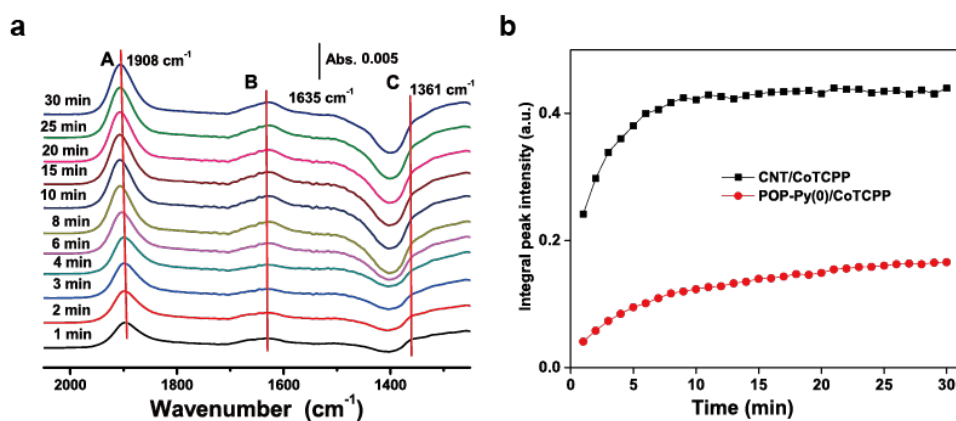 a
A
1908 cm⁻¹
Abs. 0.005
B
1635 cm⁻¹
C
1361 cm⁻¹
30 min
25 min
20 min
15 min
10 min
8 min
6 min
4 min
3 min
2 min
1 min
2000 1800 1600 1400
Wavenumber (cm⁻¹)
b
Integral peak intensity (a.u.)
0.4
0.2
0.0
CNT/CoTCPP
POP-Py(0)/CoTCPP
0 5 10 15 20 25 30
Time (min)